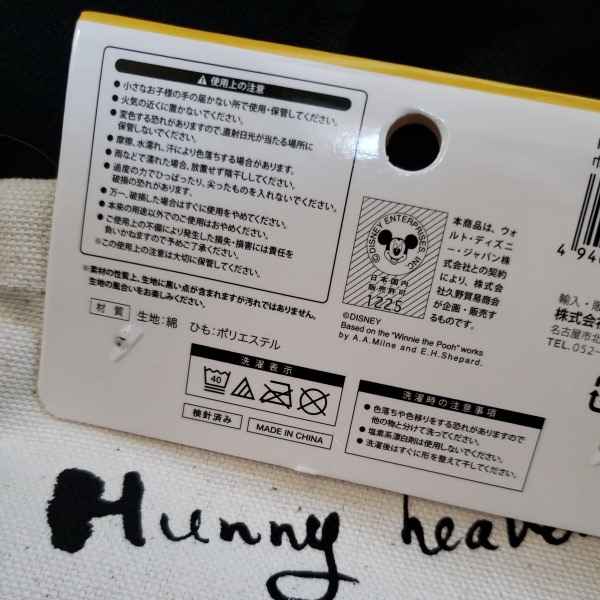 ⚠ 使用上の注意
● 小さなお子様の手の届かない所で使用・保管してください。
● 火気の近くに置かないでください。
● 変色する恐れがありますので、直射日光が当たる場所に
保管しないでください。
● 摩擦、水濡れ、汗により色落ちする場合があります。
● 雨などで濡れた場合、放置せず陰干ししてください。
● 過度の力でひっぱったり、尖ったものを入れないでください。
破損の恐れがあります。
● 万一、破損した場合はすぐに使用をやめてください。
● 本来の用途以外でのご使用はおやめください。
● ご使用上の不備により発生した損失・損害には責任を
負いかねますので予めご了承ください。
※この使用上の注意は大切に保管してください。
※素材の性質上、生地に黒い点が含まれますが汚れではありません。
生地の風合いをお楽しみください。
材質 生地:綿 ひも:ポリエステル
洗濯表示
40
検針済み
MADE IN CHINA
©DISNEY ENTERPRISES INC
日本国内
販売許可
1225
本商品は、ウォ
ルト・ディズニ
ー・ジャパン株
式会社との契約
により、株式会
社久野貿易商会
が企画・販売す
るものです。
©DISNEY
Based on the "Winnie the Pooh" works
by A.A.Milne and E.H.Shepard.
洗濯時の注意事項
● 色落ちや色移りをする恐れがありますので
他の物と分けて洗ってください。
● 塩素系漂白剤は使用しないでください。
● 洗濯後はすぐに形を整えて干してください。
輸入・販
株式会
名古屋市北
TEL.052-
Hunny heave